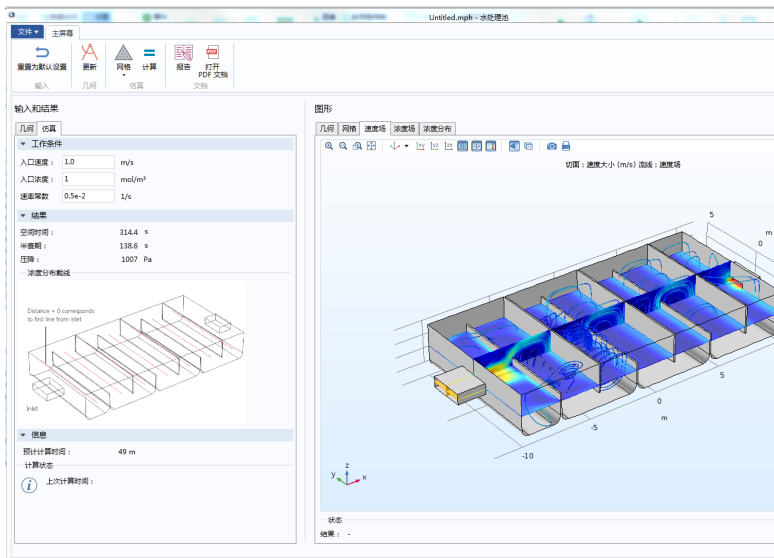 Untitled.mph - 水处理池
文件▼ 主屏幕
重置为默认设置 更新 网格 计算 报告 打开
PDF 文档
输入 几何 仿真 文档
输入和结果
几何 仿真
工作条件
入口速度： 1.0 m/s
入口浓度： 1 mol/m³
速率常数 0.5e-2 1/s
结果
空间时间： 314.4 s
半衰期： 138.6 s
压降： 1007 Pa
浓度分布截线
Distance = 0 corresponds
to first line from inlet
Outlet
Inlet
信息
预计计算时间： 49 m
计算状态
上次计算时间：
图形
几何 网格 速度场 浓度场 浓度分布
xy yz xz
切面：速度大小 (m/s) 流线：速度场
5
m
0
5
0
m
-5
-10
z
y
x
状态
结果： -